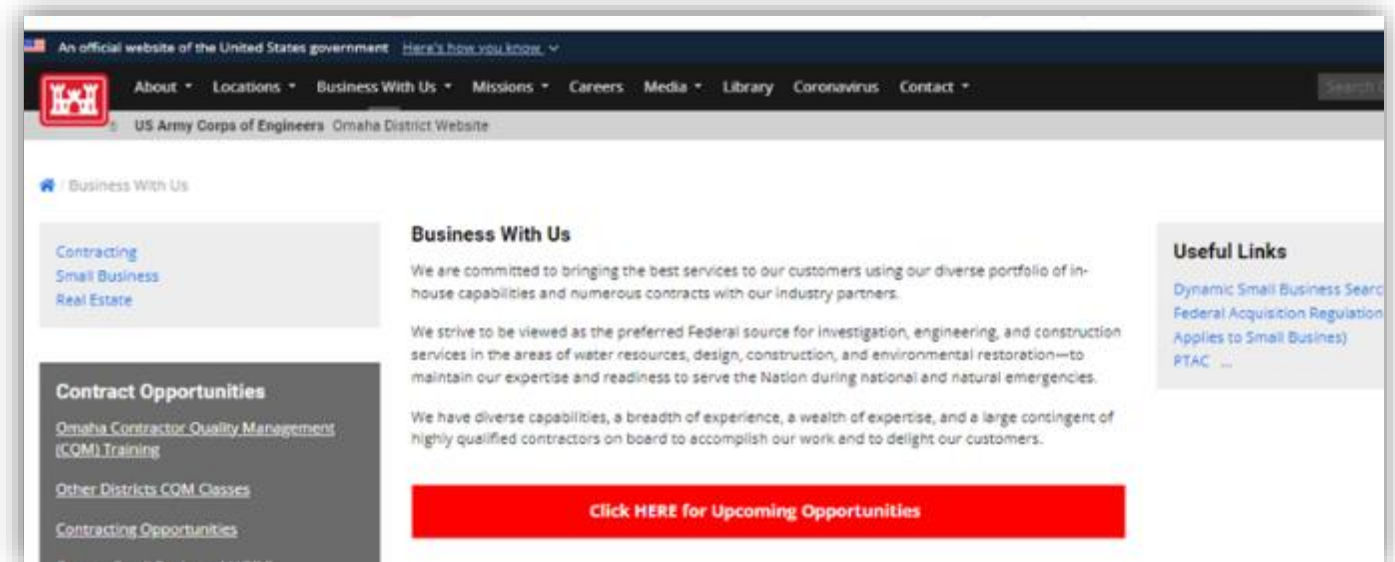 An official website of the United States government Here's how you know
About Locations Business With Us Missions Careers Media Library Coronavirus Contact
Search
US Army Corps of Engineers Omaha District Website
/ Business With Us
Contracting
Small Business
Real Estate
Contract Opportunities
Omaha Contractor Quality Management
(CQM) Training
Other Districts CQM Classes
Contracting Opportunities
Business With Us
We are committed to bringing the best services to our customers using our diverse portfolio of in-
house capabilities and numerous contracts with our industry partners.
We strive to be viewed as the preferred Federal source for investigation, engineering, and construction
services in the areas of water resources, design, construction, and environmental restoration—to
maintain our expertise and readiness to serve the Nation during national and natural emergencies.
We have diverse capabilities, a breadth of experience, a wealth of expertise, and a large contingent of
highly qualified contractors on board to accomplish our work and to delight our customers.
Click HERE for Upcoming Opportunities
Useful Links
Dynamic Small Business Searc
Federal Acquisition Regulation
Applies to Small Busines)
PTAC ...